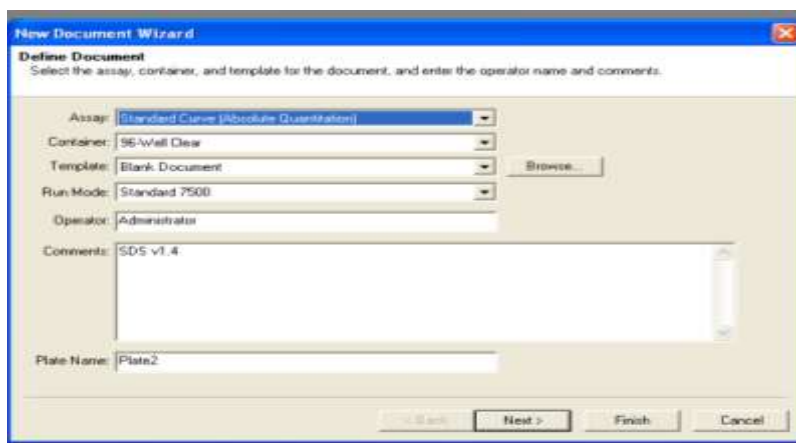 New Document Wizard
Define Document
Select the assay, container, and template for the document, and enter the operator name and comments.
Assay: Standard Curve (Absolute Quantitation)
Container: 96-Well Clear
Template: Blank Document Browse...
Run Mode: Standard 7500
Operator: Administrator
Comments: SDS v1.4
Plate Name: Plate2
< Back Next > Finish Cancel